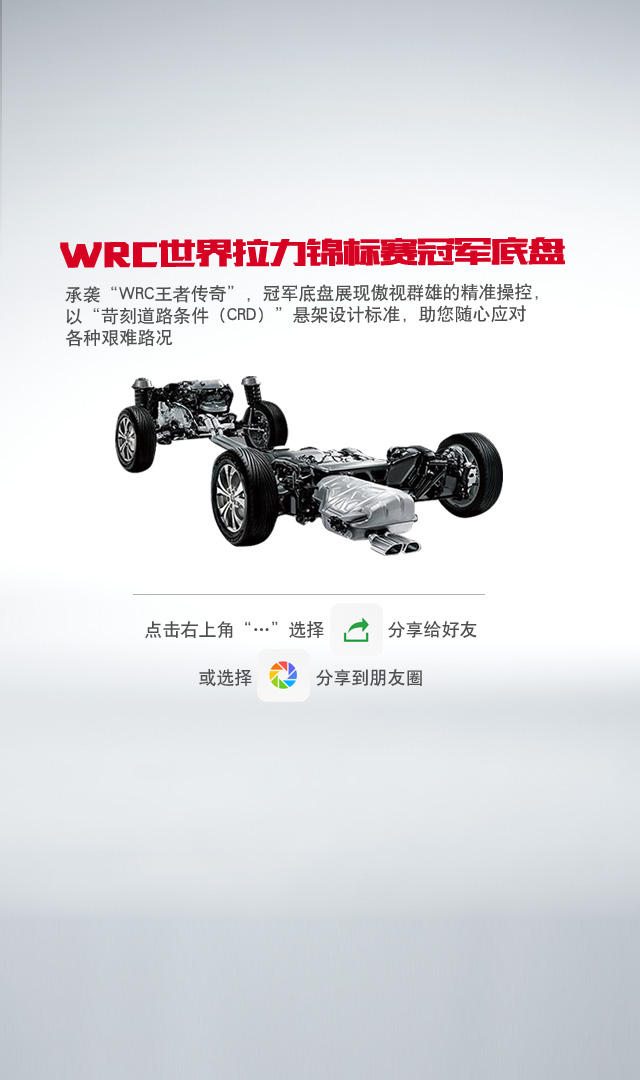 WRC世界拉力锦标赛冠军底盘
承袭“WRC王者传奇”，冠军底盘展现傲视群雄的精准操控，
以“苛刻道路条件（CRD）”悬架设计标准，助您随心应对
各种艰难路况
点击右上角“…”选择 分享给好友
或选择 分享到朋友圈